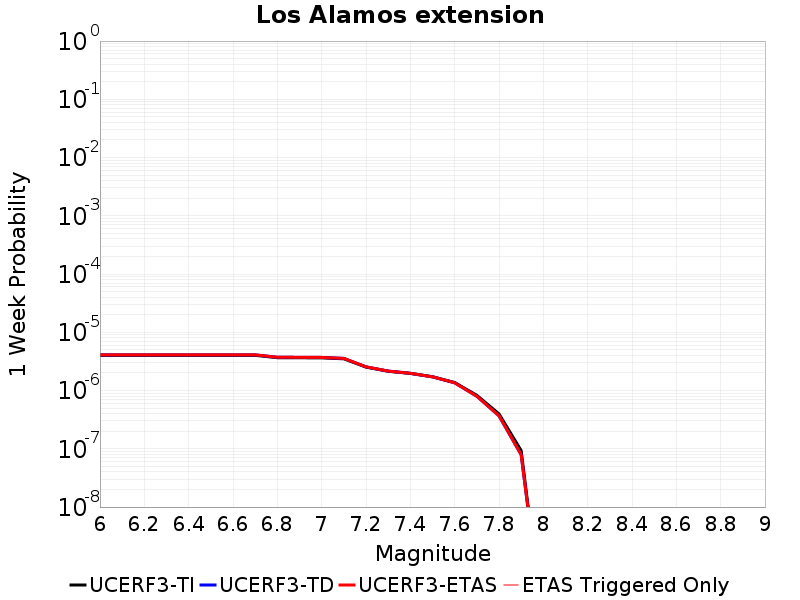 Los Alamos extension
1 Week Probability
10^0
10^-1
10^-2
10^-3
10^-4
10^-5
10^-6
10^-7
10^-8
6 6.2 6.4 6.6 6.8 7 7.2 7.4 7.6 7.8 8 8.2 8.4 8.6 8.8 9
Magnitude
UCERF3-TI UCERF3-TD UCERF3-ETAS ETAS Triggered Only